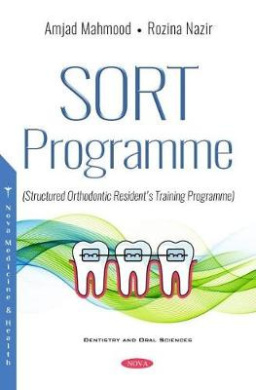 Amjad Mahmood • Rozina Nazir
SORT
Programme
(Structured Orthodontic Resident's Training Programme)
Nova Medicine & Health
Dentistry and Oral Sciences
NOVA